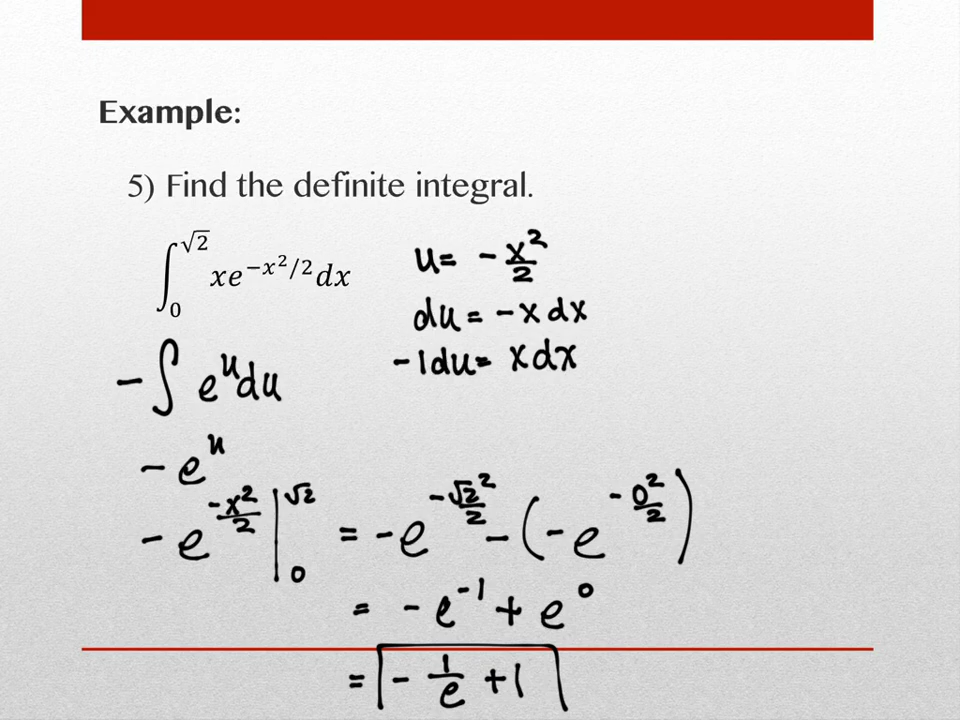 Example:
5) Find the definite integral.
∫₀^√2 xe^(−x²/2) dx
u = −x²/2
du = −x dx
−1du = x dx
−∫ e^u du
−e^u
−e^(−x²/2) |₀^√2 = −e^(−√2²/2) − (−e^(−0²/2))
= −e^(−1) + e^0
= −1/e + 1